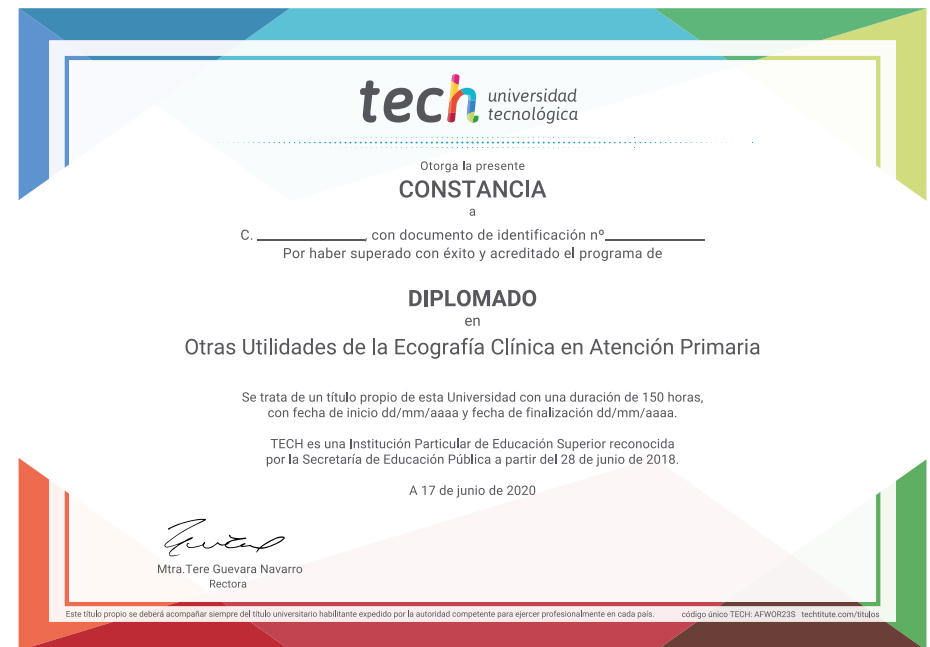 tech universidad
tecnológica
Otorga la presente
CONSTANCIA
a
C. ________________, con documento de identificación nº______________
Por haber superado con éxito y acreditado el programa de
DIPLOMADO
en
Otras Utilidades de la Ecografía Clínica en Atención Primaria
Se trata de un título propio de esta Universidad con una duración de 150 horas,
con fecha de inicio dd/mm/aaaa y fecha de finalización dd/mm/aaaa.
TECH es una Institución Particular de Educación Superior reconocida
por la Secretaría de Educación Pública a partir del 28 de junio de 2018.
A 17 de junio de 2020
Mtra.Tere Guevara Navarro
Rectora
Este título propio se deberá acompañar siempre del título universitario habilitante expedido por la autoridad competente para ejercer profesionalmente en cada país. código único TECH: AFWOR23S techtitute.com/titulos